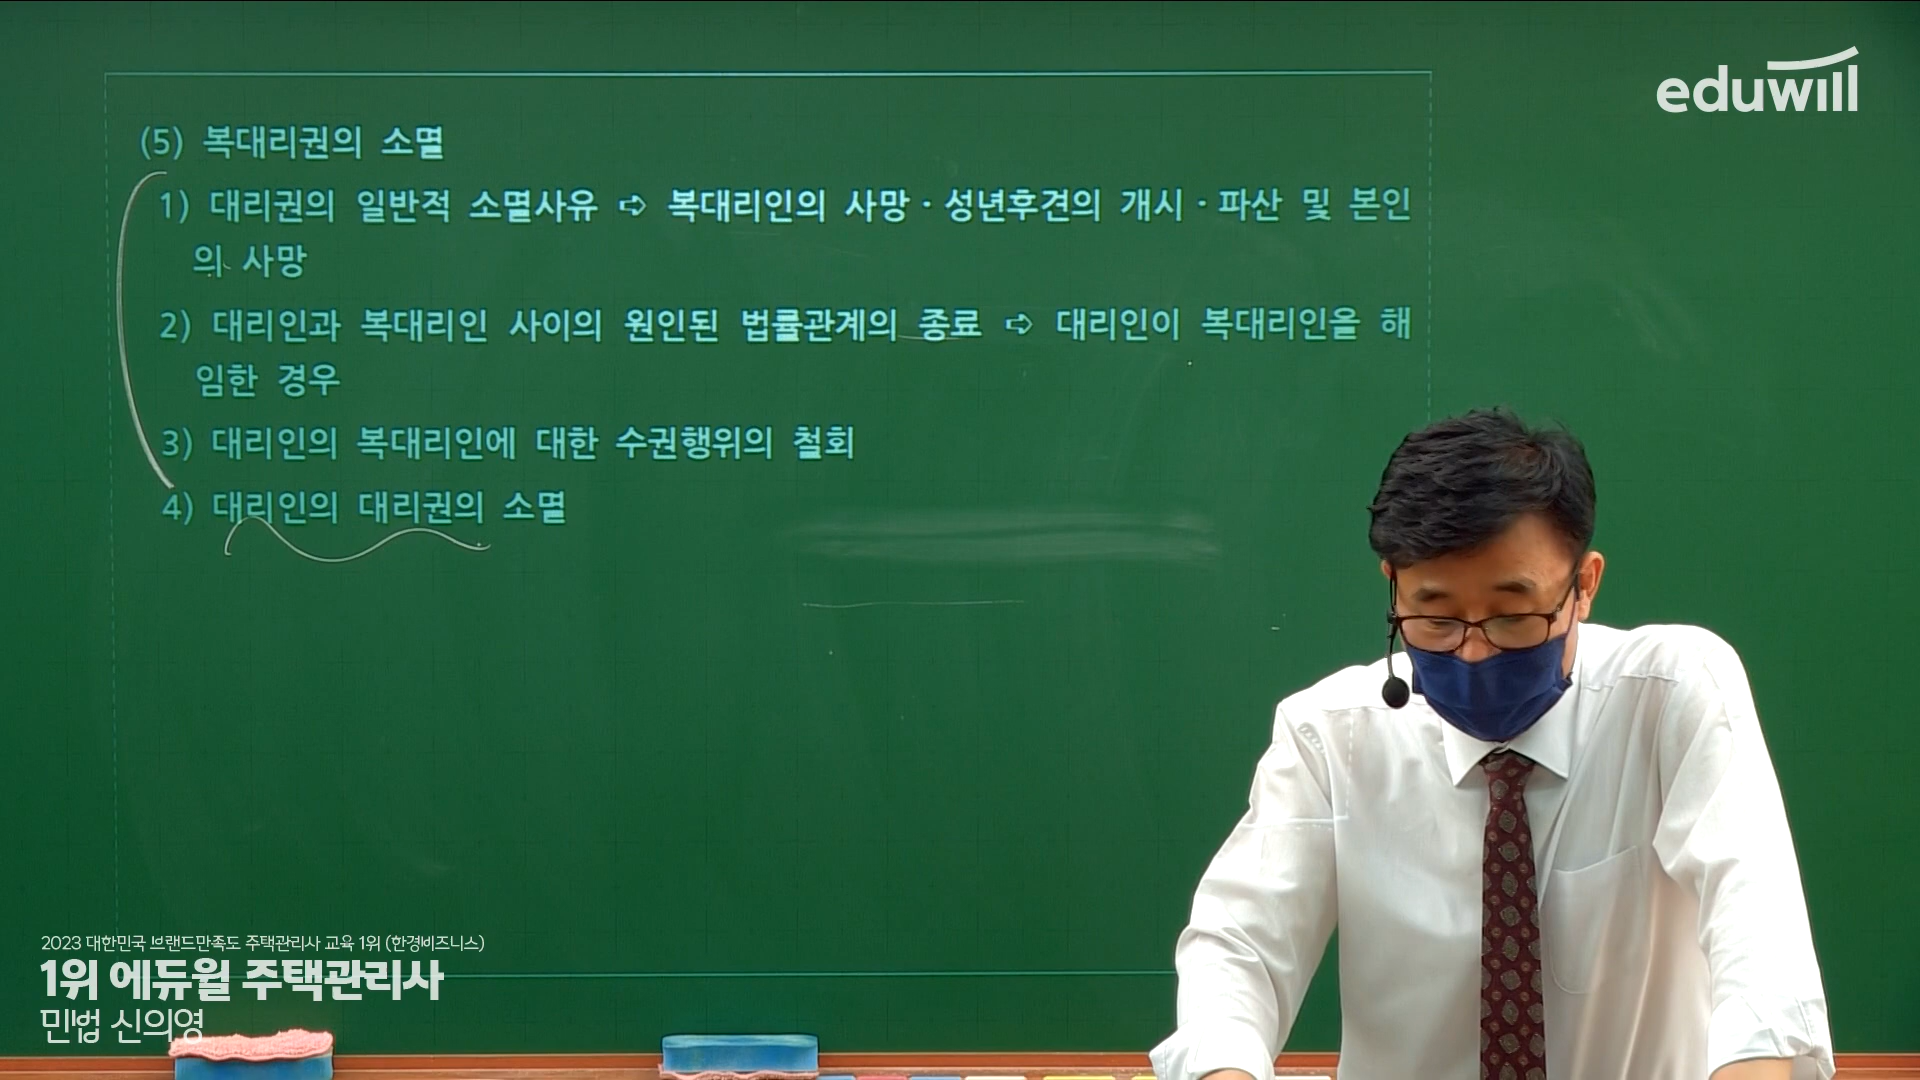 eduwill
(5) 복대리권의 소멸
1) 대리권의 일반적 소멸사유 ➪ 복대리인의 사망·성년후견의 개시·파산 및 본인
의 사망
2) 대리인과 복대리인 사이의 원인된 법률관계의 종료 ➪ 대리인이 복대리인을 해
임한 경우
3) 대리인의 복대리인에 대한 수권행위의 철회
4) 대리인의 대리권의 소멸
2023 대한민국 브랜드만족도 주택관리사 교육 1위 (한경비즈니스)
1위 에듀윌 주택관리사
민법 신의영